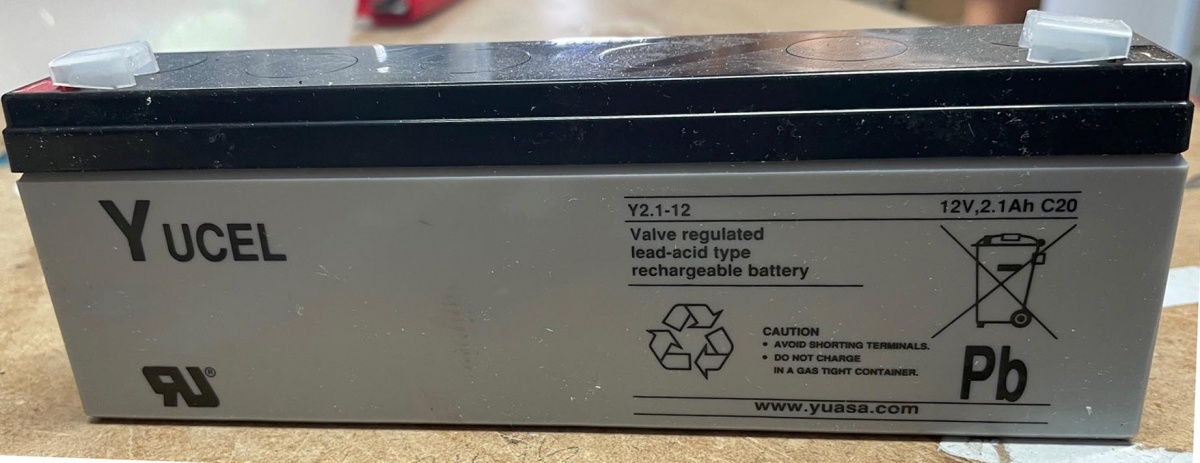 YUCEL
Y2.1-12
12V,2.1Ah C20
Valve regulated
lead-acid type
rechargeable battery
CAUTION
• AVOID SHORTING TERMINALS.
• DO NOT CHARGE
IN A GAS TIGHT CONTAINER.
Pb
www.yuasa.com
RU®